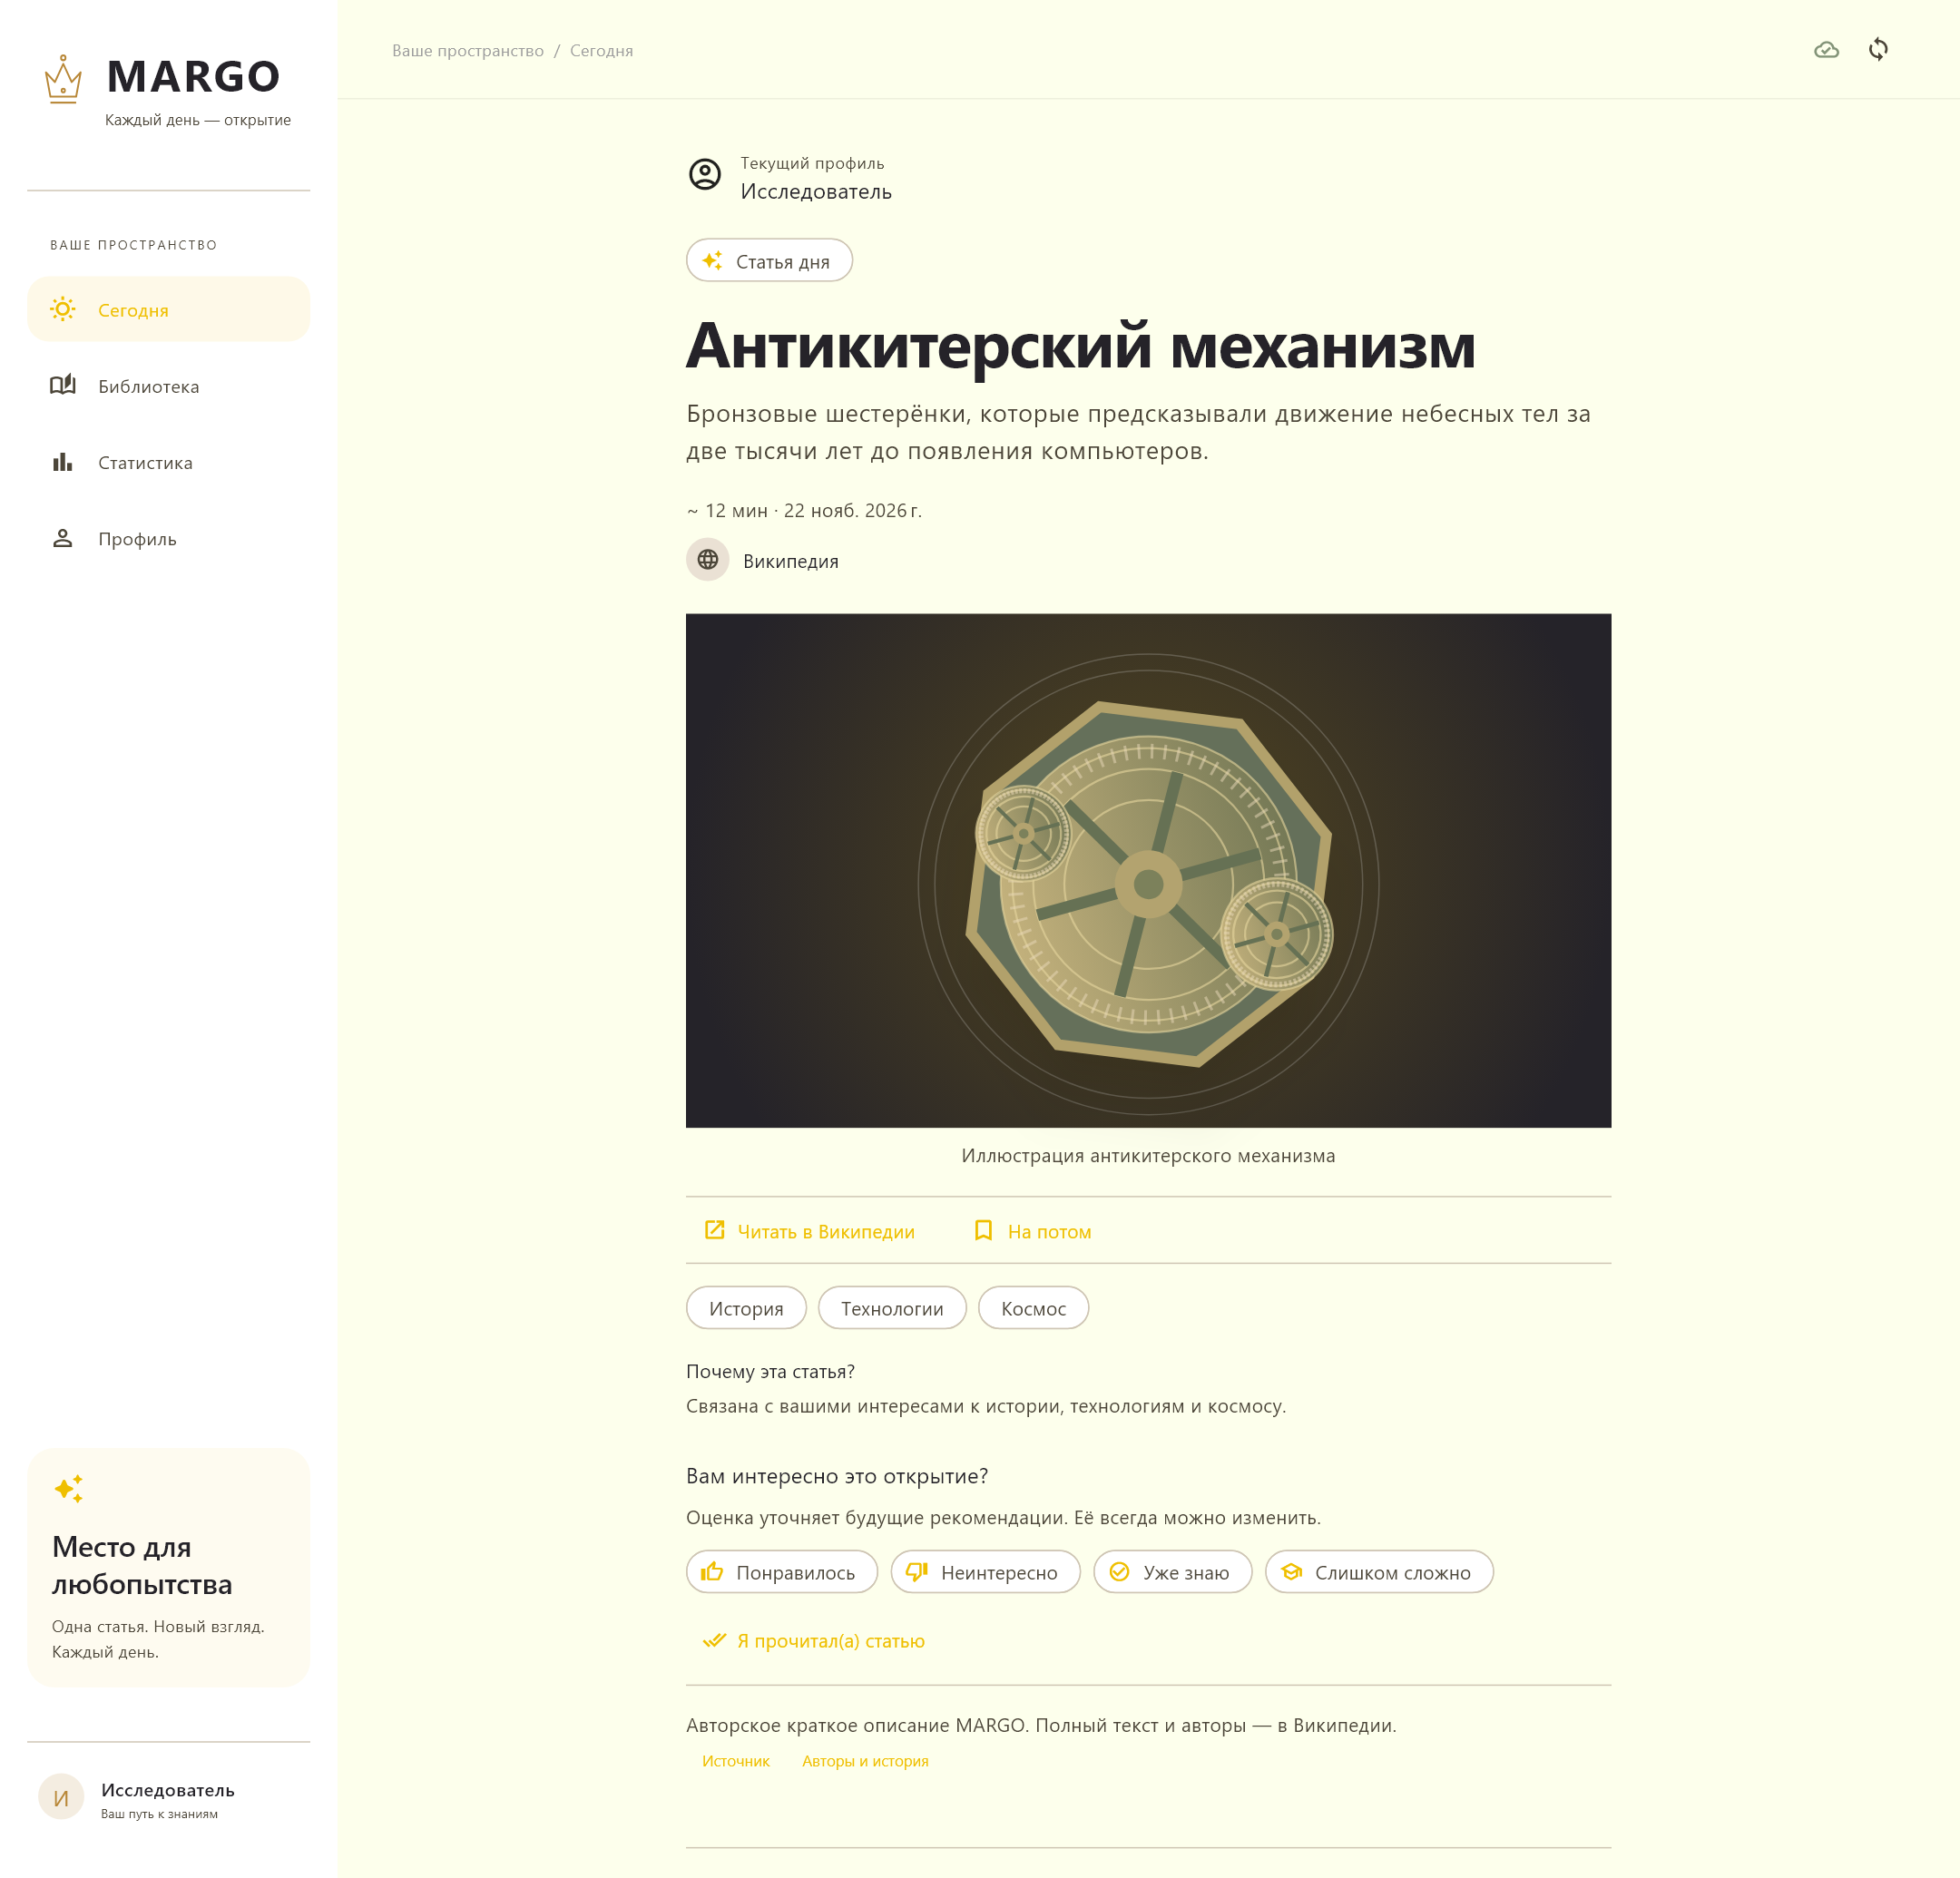 MARGO
Каждый день — открытие
ВАШЕ ПРОСТРАНСТВО
Сегодня
Библиотека
Статистика
Профиль
Место для
любопытства
Одна статья. Новый взгляд.
Каждый день.
И
Исследователь
Ваш путь к знаниям
Ваше пространство / Сегодня
Текущий профиль
Исследователь
Статья дня
Антикитерский механизм
Бронзовые шестерёнки, которые предсказывали движение небесных тел за
две тысячи лет до появления компьютеров.
~ 12 мин · 22 нояб. 2026 г.
Википедия
Иллюстрация антикитерского механизма
Читать в Википедии На потом
История Технологии Космос
Почему эта статья?
Связана с вашими интересами к истории, технологиям и космосу.
Вам интересно это открытие?
Оценка уточняет будущие рекомендации. Её всегда можно изменить.
Понравилось Неинтересно Уже знаю Слишком сложно
Я прочитал(а) статью
Авторское краткое описание MARGO. Полный текст и авторы — в Википедии.
Источник Авторы и история